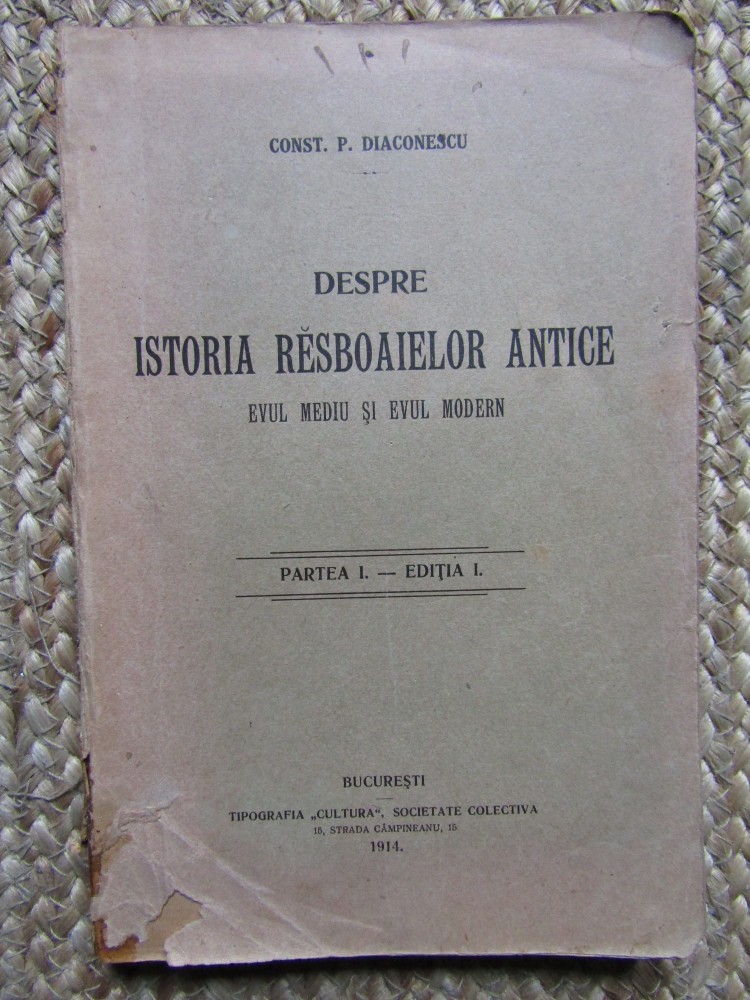 CONST. P. DIACONESCU
DESPRE
ISTORIA RĔSBOAIELOR ANTICE
EVUL MEDIU ŞI EVUL MODERN
PARTEA I. — EDIŢIA I.
BUCUREŞTI
TIPOGRAFIA „CULTURA“, SOCIETATE COLECTIVA
15, STRADA CÂMPINEANU, 15
1914.